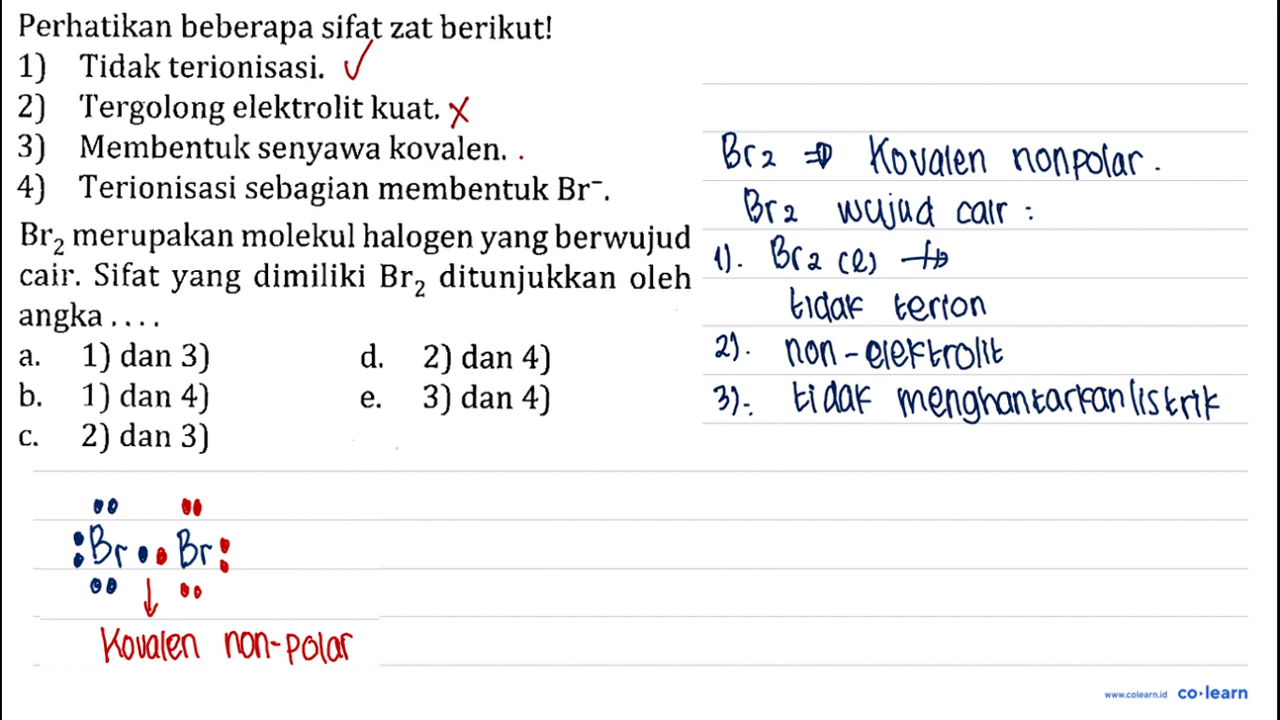 Perhatikan beberapa sifat zat berikut!
1) Tidak terionisasi. ✓
2) Tergolong elektrolit kuat. X
3) Membentuk senyawa kovalen. .
4) Terionisasi sebagian membentuk Br⁻.
Br₂ merupakan molekul halogen yang berwujud
cair. Sifat yang dimiliki Br₂ ditunjukkan oleh
angka . . . .
a. 1) dan 3)
b. 1) dan 4)
c. 2) dan 3)
d. 2) dan 4)
e. 3) dan 4)
Br₂ ⇒ Kovalen nonpolar.
Br₂ wujud cair :
1). Br₂ (l) ↛
tidak terion
2). non-elektrolit
3). tidak menghantarkan listrik
Br Br
Kovalen non-polar
www.colearn.id co·learn